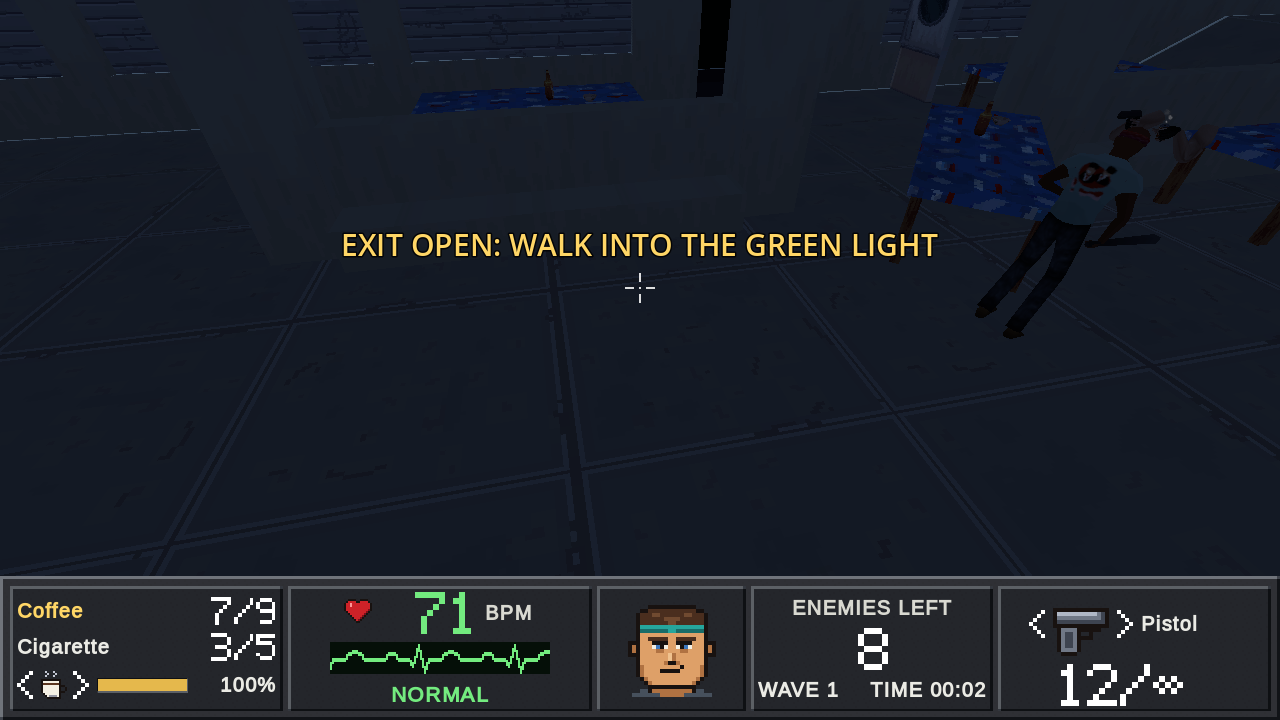 EXIT OPEN: WALK INTO THE GREEN LIGHT
Coffee 7/9
Cigarette 3/5
100%
71 BPM
NORMAL
ENEMIES LEFT
8
WAVE 1 TIME 00:02
Pistol
12/∞